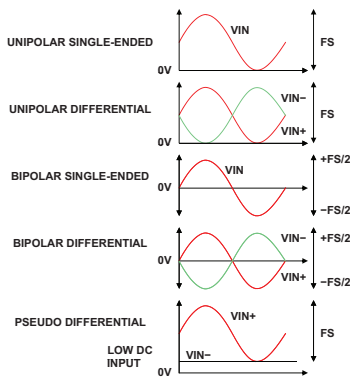 UNIPOLAR SINGLE-ENDED
VIN
FS
0V
UNIPOLAR DIFFERENTIAL
VIN−
FS
VIN+
0V
BIPOLAR SINGLE-ENDED
VIN
+FS/2
0V
−FS/2
BIPOLAR DIFFERENTIAL
VIN−
+FS/2
0V
VIN+
−FS/2
PSEUDO DIFFERENTIAL
VIN+
FS
LOW DC
INPUT
VIN−
0V